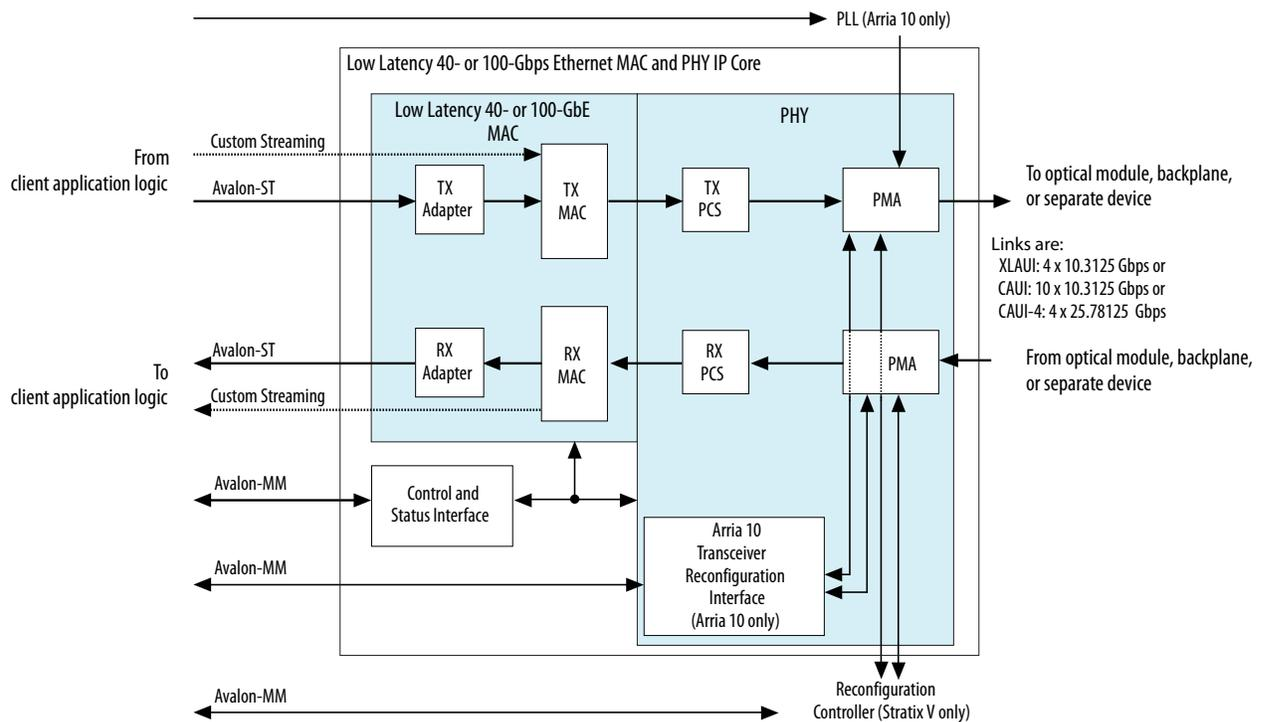 PLL (Arria 10 only)
Low Latency 40- or 100-Gbps Ethernet MAC and PHY IP Core
Low Latency 40- or 100-GbE
MAC
PHY
From
client application logic
Custom Streaming
Avalon-ST
TX
Adapter
TX
MAC
TX
PCS
PMA
To optical module, backplane,
or separate device
Links are:
XLAUI: 4 x 10.3125 Gbps or
CAUI: 10 x 10.3125 Gbps or
CAUI-4: 4 x 25.78125 Gbps
To
client application logic
Avalon-ST
Custom Streaming
RX
Adapter
RX
MAC
RX
PCS
PMA
From optical module, backplane,
or separate device
Avalon-MM
Control and
Status Interface
Avalon-MM
Arria 10
Transceiver
Reconfiguration
Interface
(Arria 10 only)
Avalon-MM
Reconfiguration
Controller (Stratix V only)